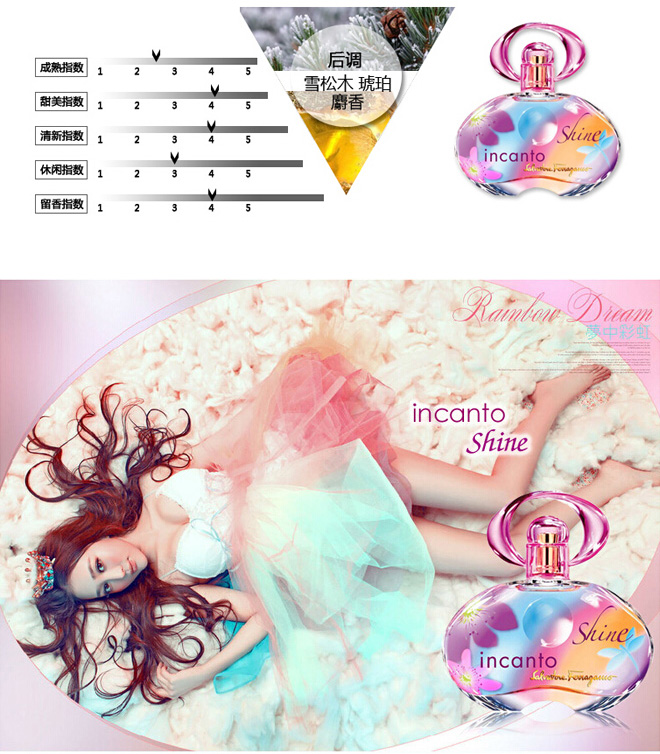 成熟指数
1 2 3 4 5
甜美指数
1 2 3 4 5
清新指数
1 2 3 4 5
休闲指数
1 2 3 4 5
留香指数
1 2 3 4 5
后调
雪松木 琥珀
麝香
Shine
incanto
Salvatore Ferragamo
Rainbow Dream
夢中彩虹
incanto
Shine
Shine
incanto
Salvatore Ferragamo